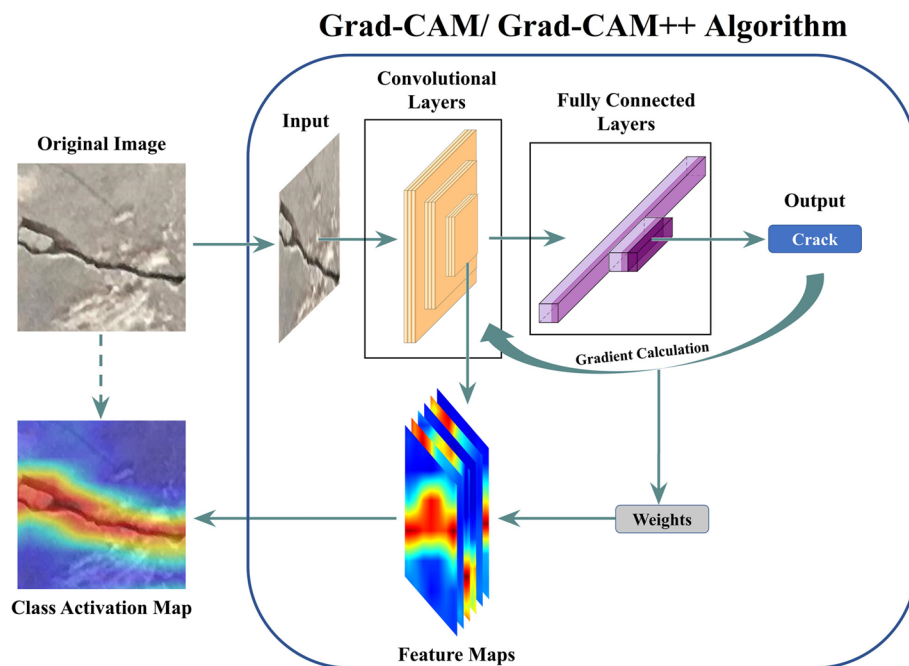 Grad-CAM/ Grad-CAM++ Algorithm
Convolutional
Layers
Fully Connected
Layers
Input
Original Image
Output
Crack
Gradient Calculation
Weights
Class Activation Map
Feature Maps